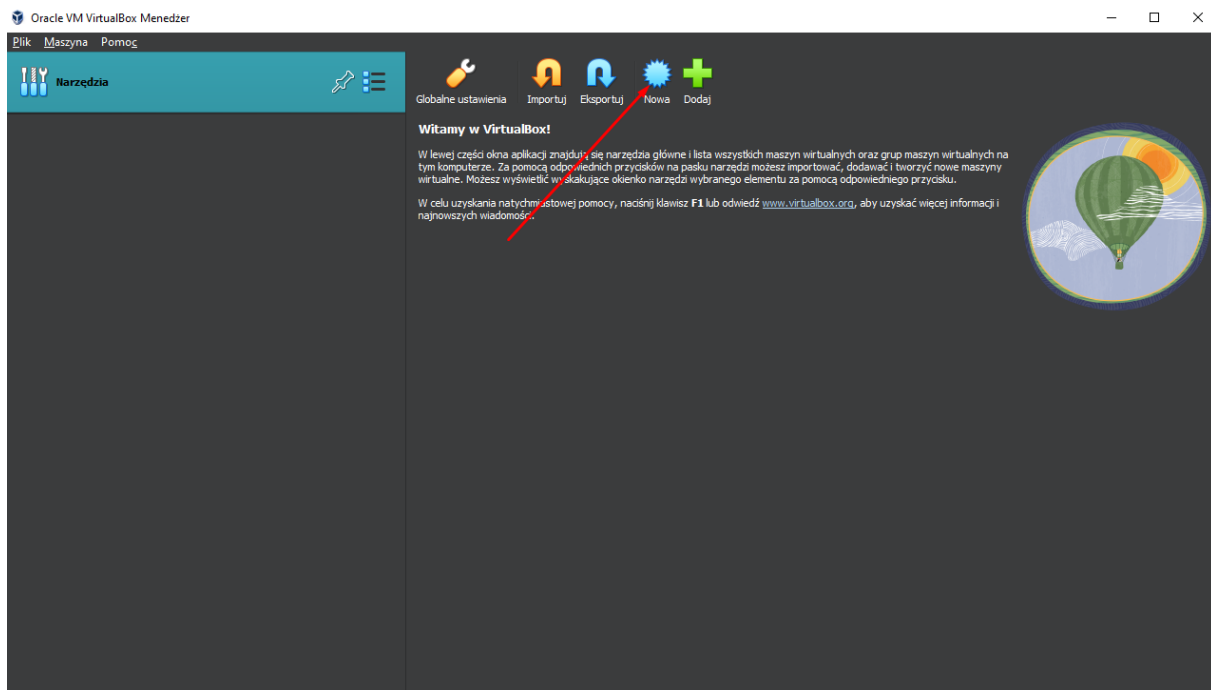 Oracle VM VirtualBox Menedżer
Plik Maszyna Pomoc
Narzędzia
Globalne ustawienia Importuj Eksportuj Nowa Dodaj
Witamy w VirtualBox!
W lewej części okna aplikacji znajdują się narzędzia główne i lista wszystkich maszyn wirtualnych oraz grup maszyn wirtualnych na
tym komputerze. Za pomocą odpowiednich przycisków na pasku narzędzi możesz importować, dodawać i tworzyć nowe maszyny
wirtualne. Możesz wyświetlić wyskakujące okienko narzędzi wybranego elementu za pomocą odpowiedniego przycisku.
W celu uzyskania natychmiastowej pomocy, naciśnij klawisz F1 lub odwiedź www.virtualbox.org, aby uzyskać więcej informacji i
najnowszych wiadomości.